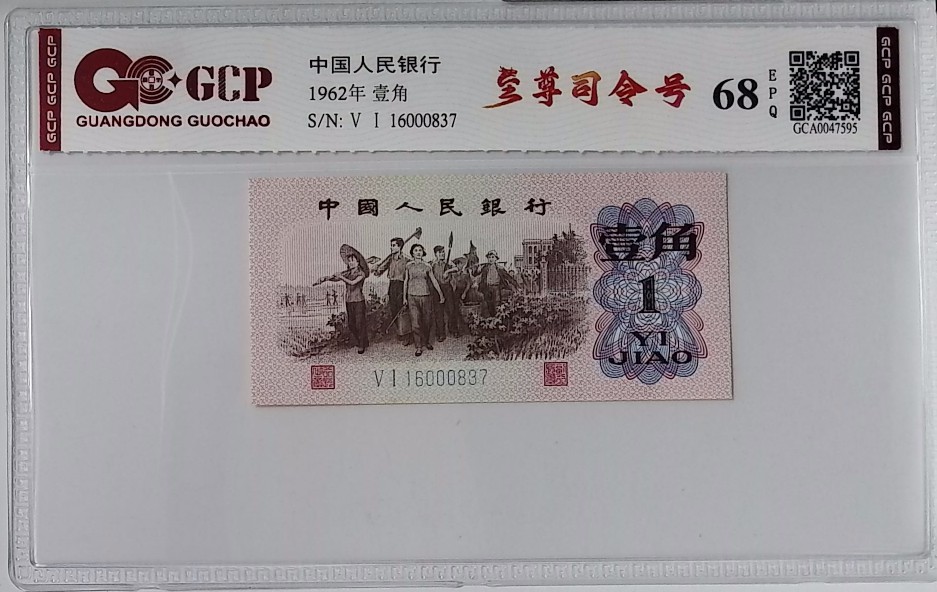 GCP GCP GCP
GCP
GUANGDONG GUOCHAO
中国人民银行
1962年 壹角
S/N: V I 16000837
至尊司令号
68
EPQ
GCA0047595
GCP GCP GCP
中國人民銀行
壹角
1
YI
JIAO
V I 16000837